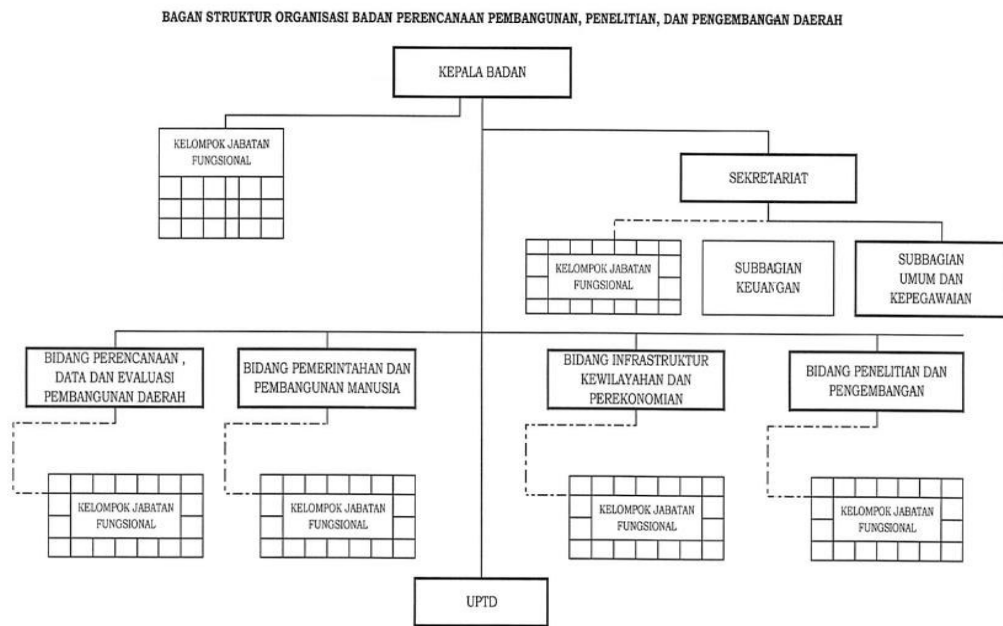 BAGAN STRUKTUR ORGANISASI BADAN PERENCANAAN PEMBANGUNAN, PENELITIAN, DAN PENGEMBANGAN DAERAH
KEPALA BADAN
KELOMPOK JABATAN
FUNGSIONAL
SEKRETARIAT
KELOMPOK JABATAN
FUNGSIONAL
SUBBAGIAN
KEUANGAN
SUBBAGIAN
UMUM DAN
KEPEGAWAIAN
BIDANG PERENCANAAN ,
DATA DAN EVALUASI
PEMBANGUNAN DAERAH
BIDANG PEMERINTAHAN DAN
PEMBANGUNAN MANUSIA
BIDANG INFRASTRUKTUR
KEWILAYAHAN DAN
PEREKONOMIAN
BIDANG PENELITIAN DAN
PENGEMBANGAN
KELOMPOK JABATAN
FUNGSIONAL
KELOMPOK JABATAN
FUNGSIONAL
KELOMPOK JABATAN
FUNGSIONAL
KELOMPOK JABATAN
FUNGSIONAL
UPTD